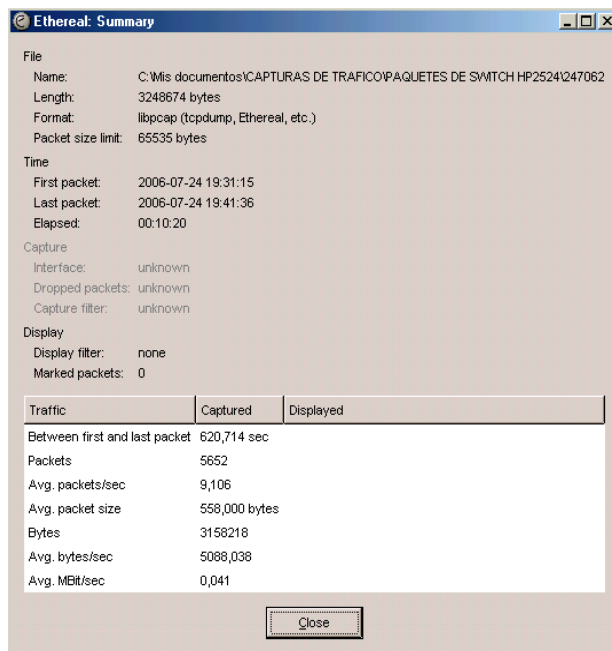 Ethereal: Summary
File
Name: C:\Mis documentos\CAPTURAS DE TRAFICO\PAQUETES DE SWITCH HP2524\247062
Length: 3248674 bytes
Format: libpcap (tcpdump, Ethereal, etc.)
Packet size limit: 65535 bytes
Time
First packet: 2006-07-24 19:31:15
Last packet: 2006-07-24 19:41:36
Elapsed: 00:10:20
Capture
Interface: unknown
Dropped packets: unknown
Capture filter: unknown
Display
Display filter: none
Marked packets: 0
Traffic Captured Displayed
Between first and last packet 620,714 sec
Packets 5652
Avg. packets/sec 9,106
Avg. packet size 558,000 bytes
Bytes 3158218
Avg. bytes/sec 5088,038
Avg. MBit/sec 0,041
Close